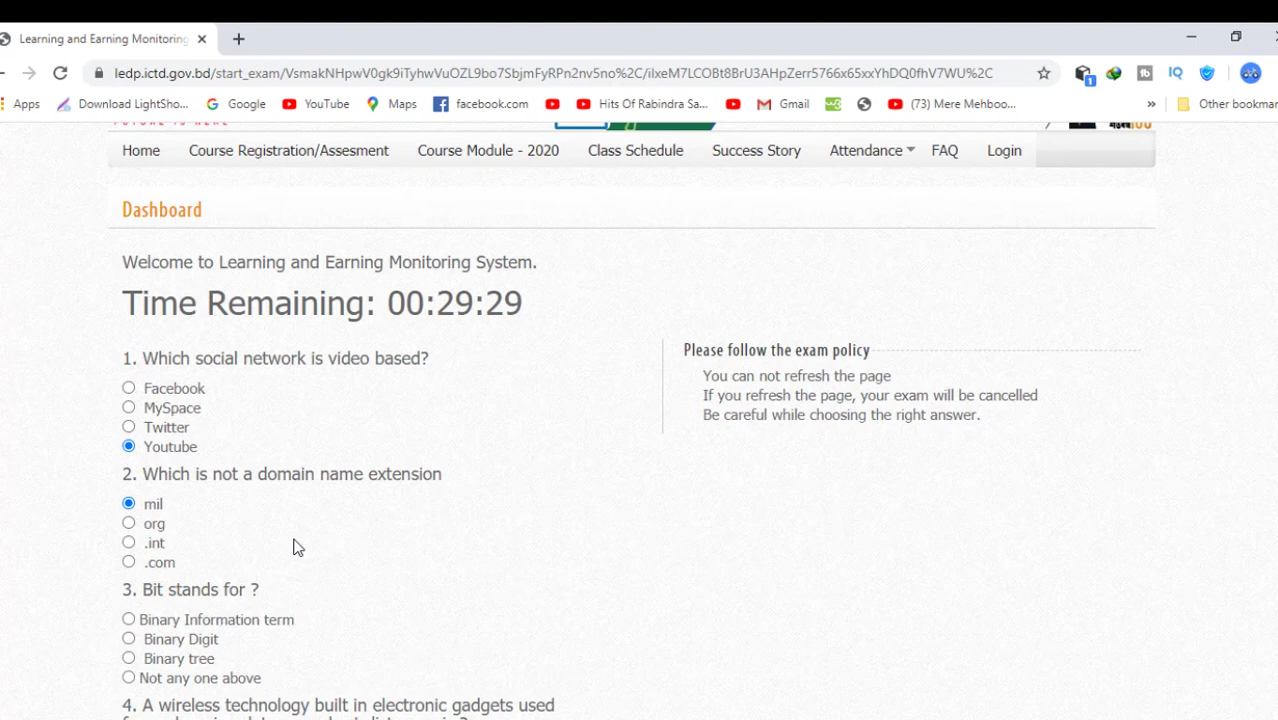 Learning and Earning Monitoring
ledp.ictd.gov.bd/start_exam/VsmakNHpwV0gk9iTyhwVuOZL9bo7SbjmFyRPn2nv5no%2C/iIxeM7LCOBt8BrU3AHpZerr5766x65xxYhDQ0fhV7WU%2C
Apps Download LightSho... Google YouTube Maps facebook.com Hits Of Rabindra Sa... Gmail (73) Mere Mehboo... » Other bookmar
FUTURE IS HERE
Home Course Registration/Assesment Course Module - 2020 Class Schedule Success Story Attendance FAQ Login
Dashboard
Welcome to Learning and Earning Monitoring System.
Time Remaining: 00:29:29
1. Which social network is video based?
Facebook
MySpace
Twitter
Youtube
2. Which is not a domain name extension
mil
org
.int
.com
3. Bit stands for ?
Binary Information term
Binary Digit
Binary tree
Not any one above
4. A wireless technology built in electronic gadgets used
Please follow the exam policy
You can not refresh the page
If you refresh the page, your exam will be cancelled
Be careful while choosing the right answer.